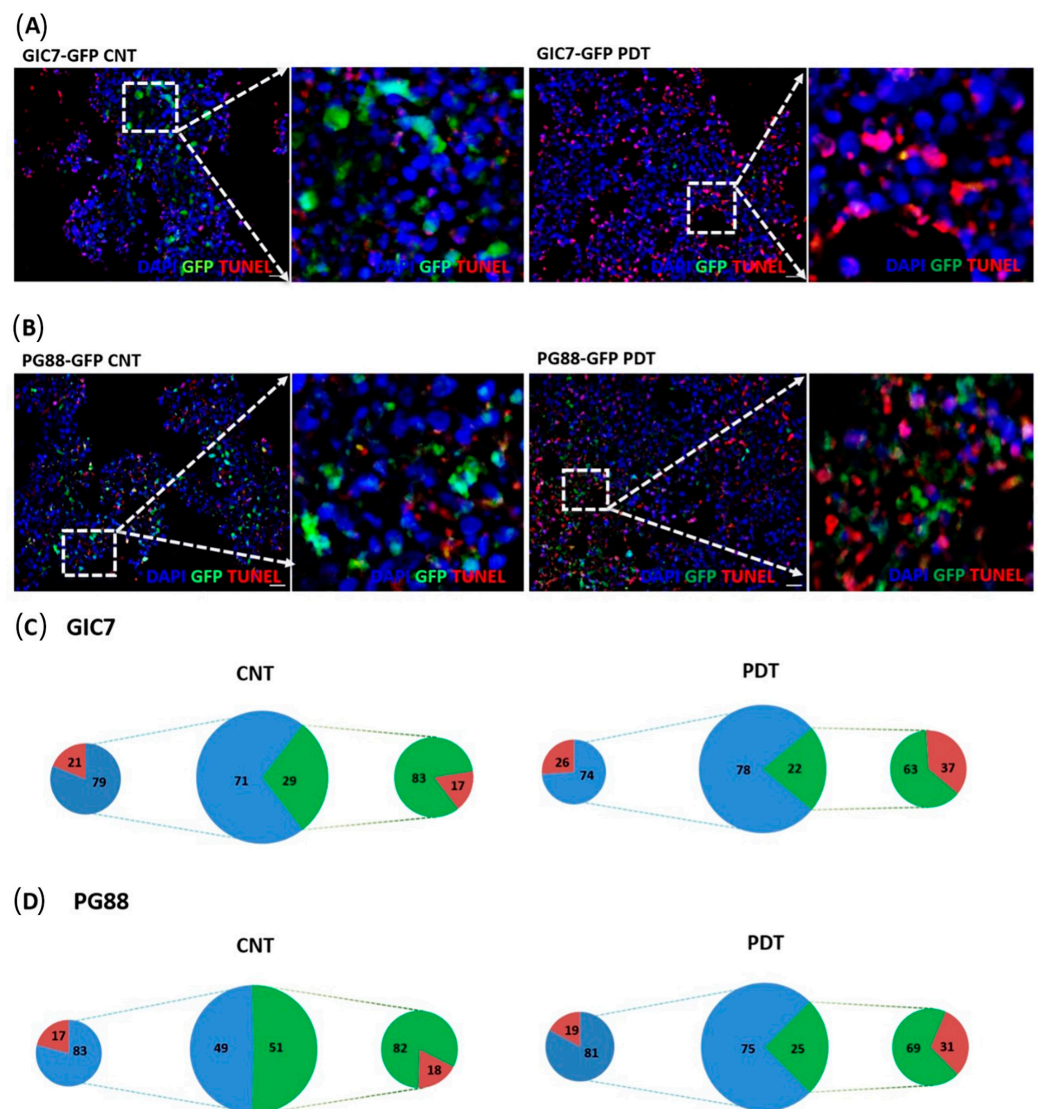 (A)
GIC7-GFP CNT
GIC7-GFP PDT
DAPI GFP TUNEL
DAPI GFP TUNEL
DAPI GFP TUNEL
DAPI GFP TUNEL
(B)
PG88-GFP CNT
PG88-GFP PDT
DAPI GFP TUNEL
DAPI GFP TUNEL
DAPI GFP TUNEL
DAPI GFP TUNEL
(C) GIC7
CNT
PDT
21
79
71
29
83
17
26
74
78
22
63
37
(D) PG88
CNT
PDT
17
83
49
51
82
18
19
81
75
25
69
31